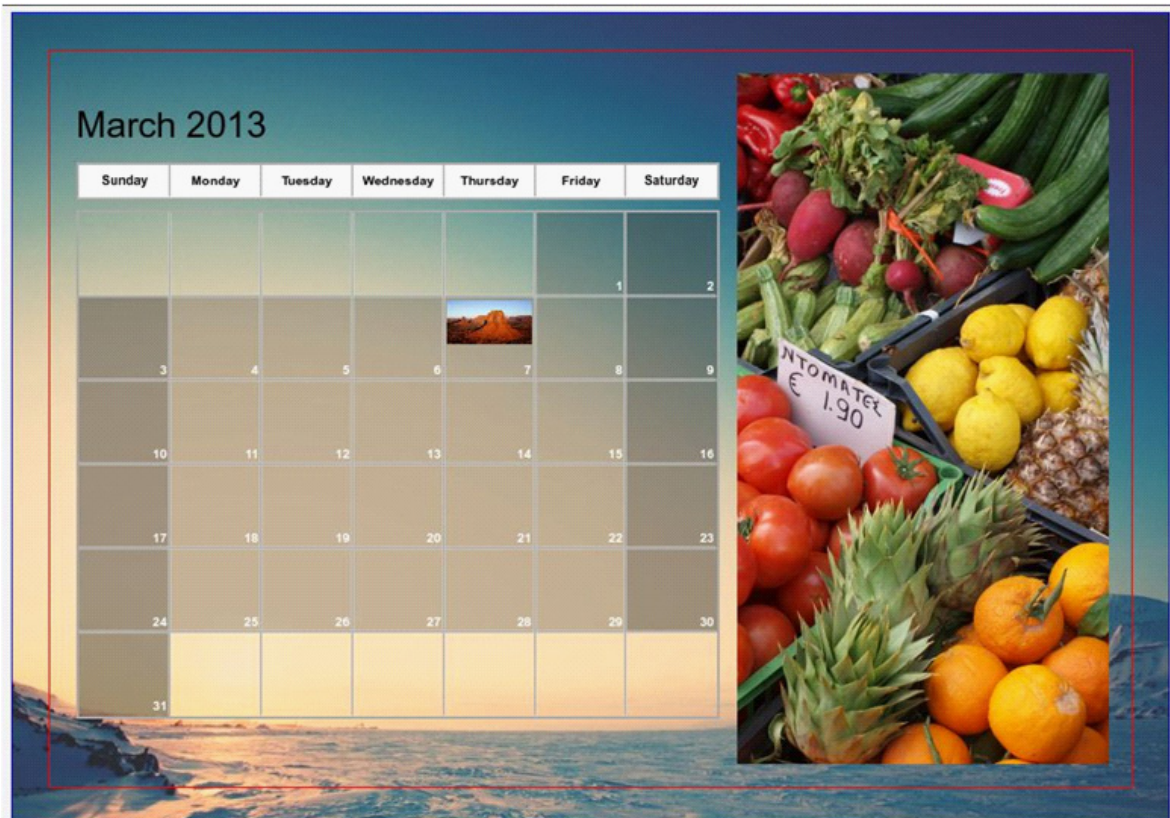 March 2013
Sunday Monday Tuesday Wednesday Thursday Friday Saturday
1 2
3 4 5 6 7 8 9
10 11 12 13 14 15 16
17 18 19 20 21 22 23
24 25 26 27 28 29 30
31
ΝΤΟΜΑΤΕΣ
€ 1.90